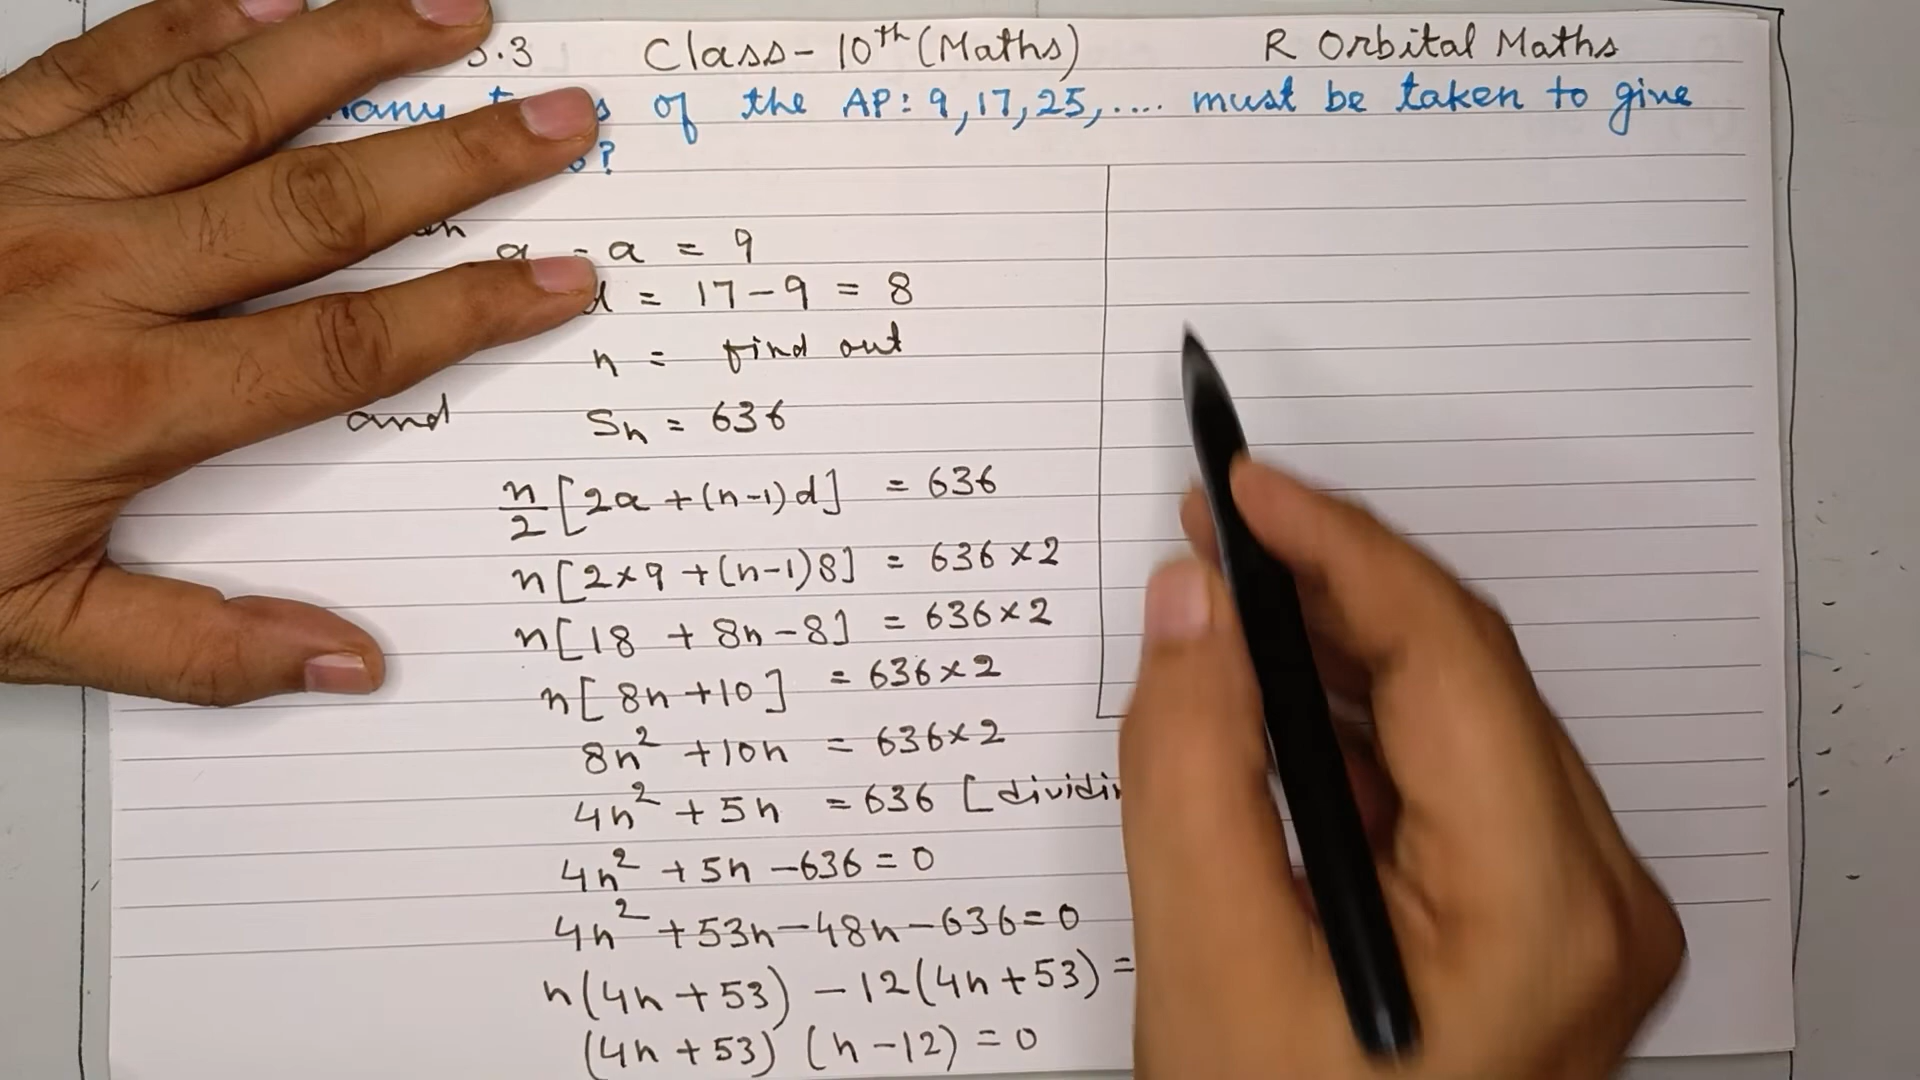 5.3 Class-10th (Maths) R Orbital Maths
of the AP: 9, 17, 25, .... must be taken to give
?
= a = 9
d = 17-9 = 8
n = find out
and Sn = 636
n/2 [2a + (n-1)d] = 636
n[2×9 + (n-1)8] = 636×2
n[18 + 8n-8] = 636×2
n[8n+10] = 636×2
8n² + 10n = 636×2
4n² + 5n = 636 [
4n² + 5n - 636 = 0
4n² + 53n - 48n - 636 = 0
n(4n+53) - 12(4n+53) =
(4n+53) (n-12) = 0